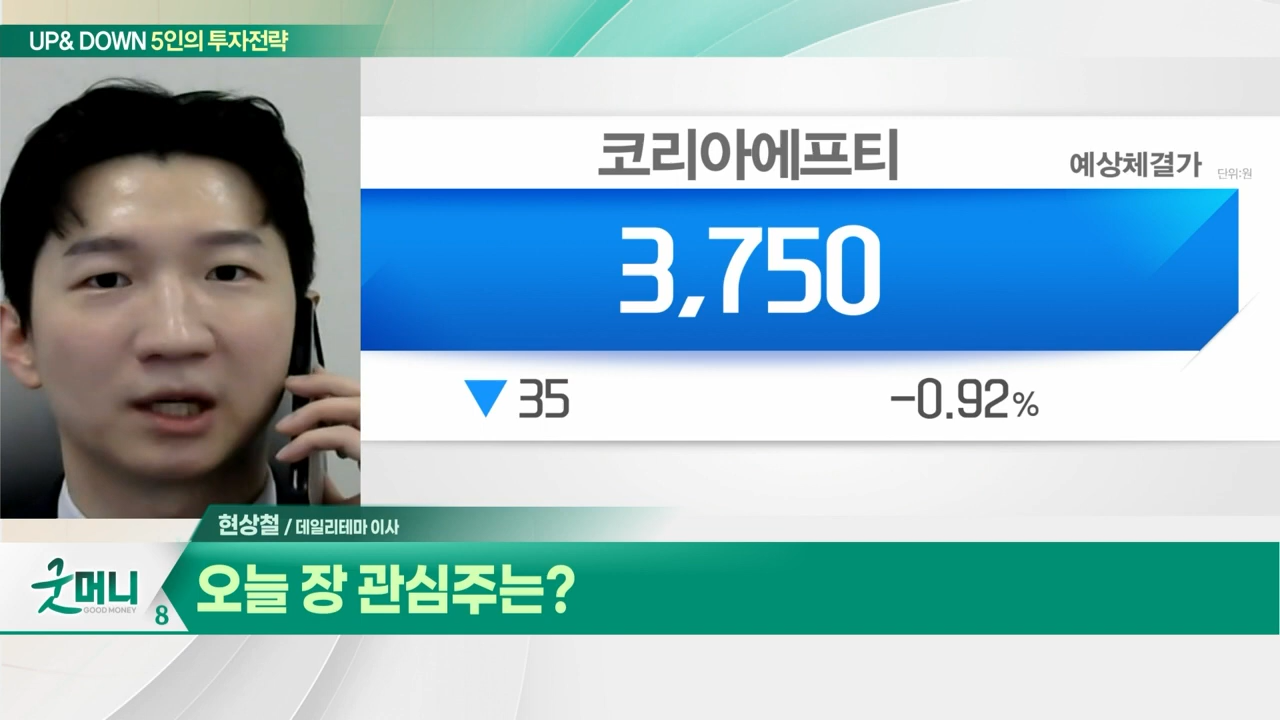 UP& DOWN 5인의 투자전략
코리아에프티
예상체결가 단위:원
3,750
▼ 35 -0.92%
현상철 / 데일리테마 이사
굿머니
GOOD MONEY
8
오늘 장 관심주는?